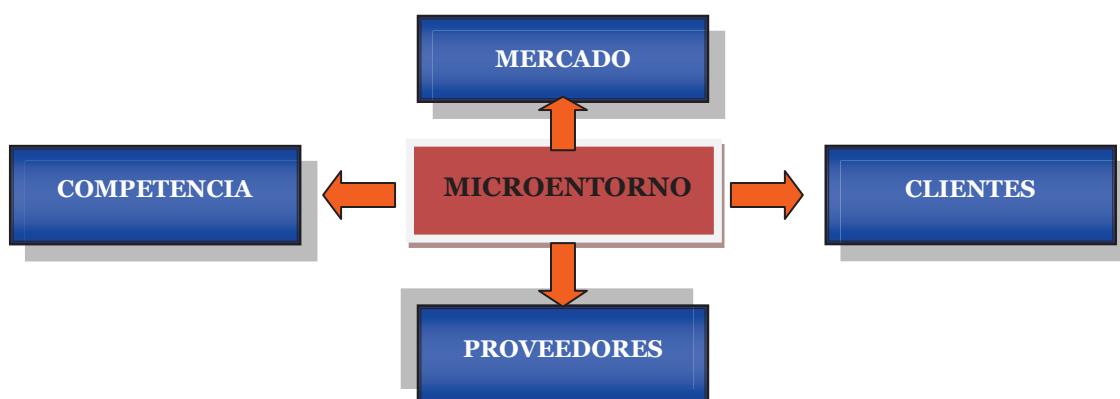 MERCADO
COMPETENCIA
MICROENTORNO
CLIENTES
PROVEEDORES